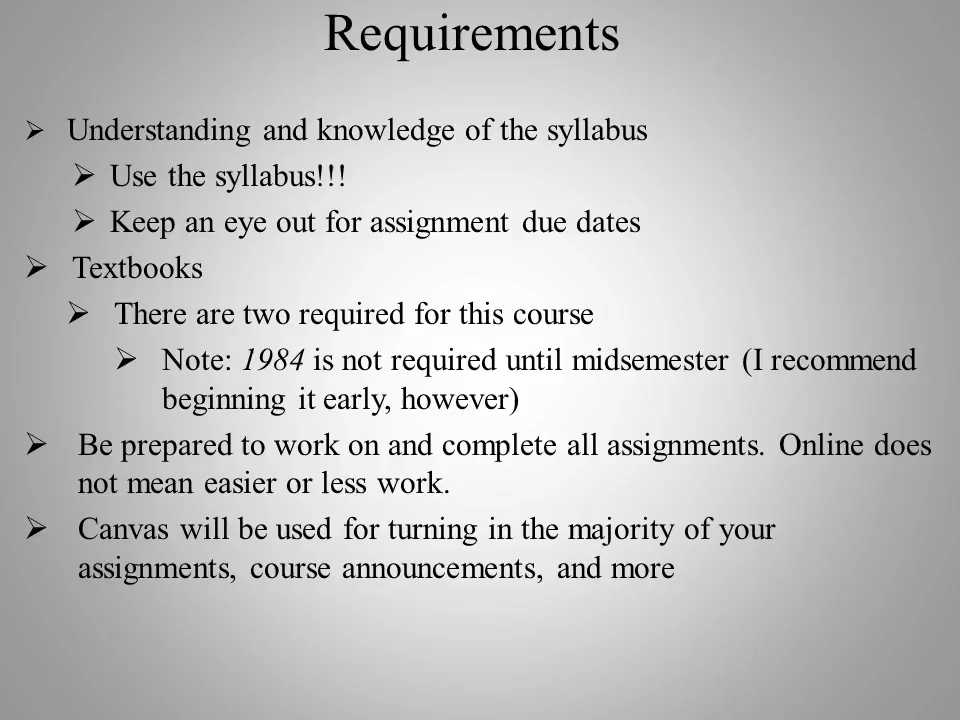 Requirements
➢ Understanding and knowledge of the syllabus
➢ Use the syllabus!!!
➢ Keep an eye out for assignment due dates
➢ Textbooks
➢ There are two required for this course
➢ Note: 1984 is not required until midsemester (I recommend
beginning it early, however)
➢ Be prepared to work on and complete all assignments. Online does
not mean easier or less work.
➢ Canvas will be used for turning in the majority of your
assignments, course announcements, and more